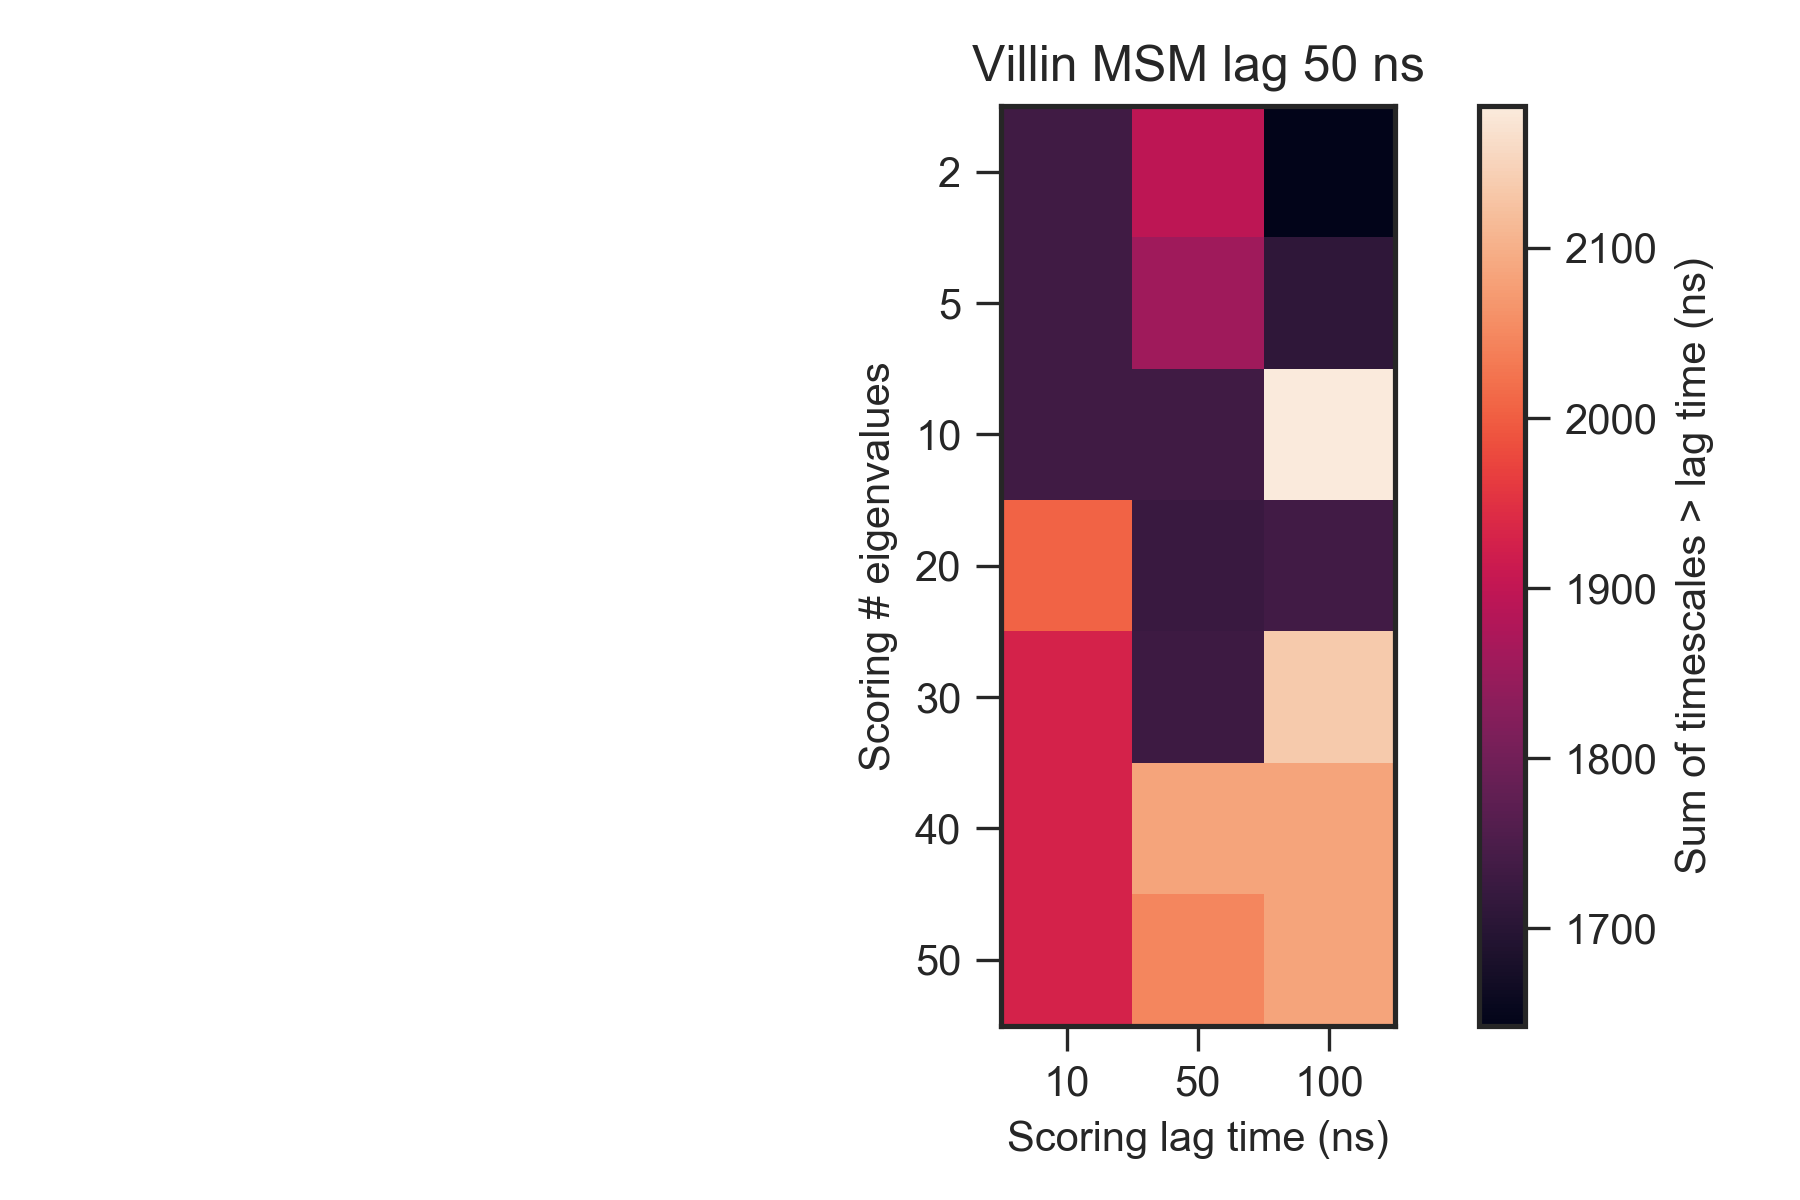 Villin MSM lag 50 ns
2
5
10
20
30
40
50
Scoring # eigenvalues
10 50 100
Scoring lag time (ns)
2100
2000
1900
1800
1700
Sum of timescales > lag time (ns)